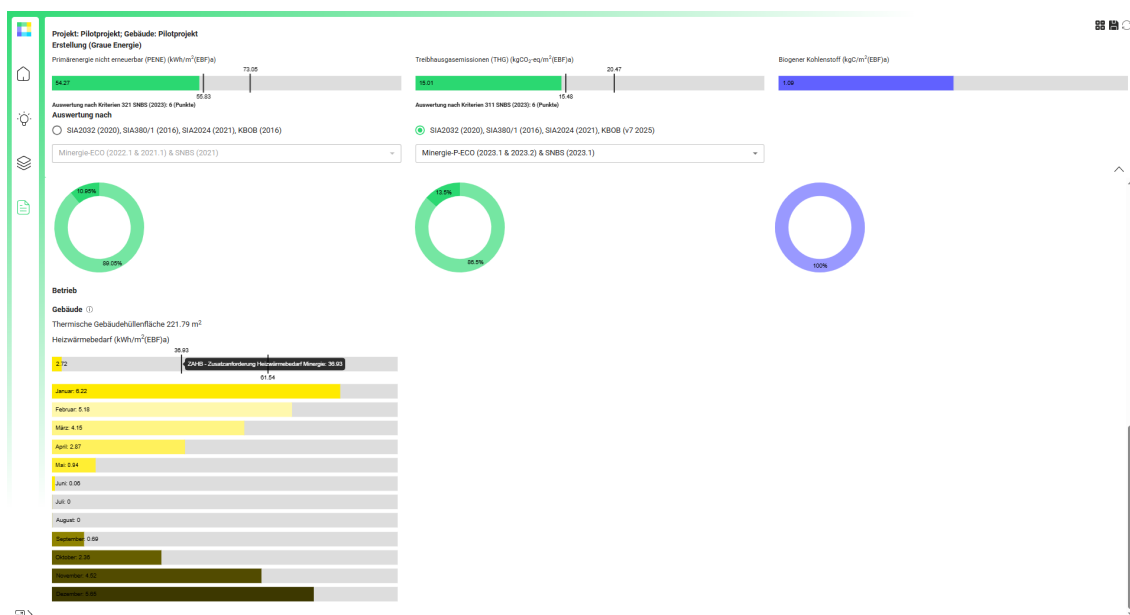 Projekt: Pilotprojekt; Gebäude: Pilotprojekt
Erstellung (Graue Energie)
Primärenergie nicht erneuerbar (PENE) (kWh/m²(EBF)a)
73.05
54.27
55.83
Auswertung nach Kriterien 321 SNBS (2023): 6 (Punkte)
Treibhausgasemissionen (THG) (kgCO₂-eq/m²(EBF)a)
20.47
15.01
15.48
Auswertung nach Kriterien 311 SNBS (2023): 6 (Punkte)
Biogener Kohlenstoff (kgC/m²(EBF)a)
1.09
Auswertung nach
SIA2032 (2020), SIA380/1 (2016), SIA2024 (2021), KBOB (2016)
SIA2032 (2020), SIA380/1 (2016), SIA2024 (2021), KBOB (v7 2025)
Minergie-ECO (2022.1 & 2021.1) & SNBS (2021)
Minergie-P-ECO (2023.1 & 2023.2) & SNBS (2023.1)
10.95%
89.05%
13.5%
86.5%
100%
Betrieb
Gebäude
Thermische Gebäudehüllenfläche 221.79 m²
Heizwärmebedarf (kWh/m²(EBF)a)
36.93
2.72
ZAHB - Zusatzanforderung Heizwärmebedarf Minergie: 36.93
61.54
Januar: 6.22
Februar: 5.18
März: 4.15
April: 2.87
Mai: 0.94
Juni: 0.06
Juli: 0
August: 0
September: 0.69
Oktober: 2.36
November: 4.52
Dezember: